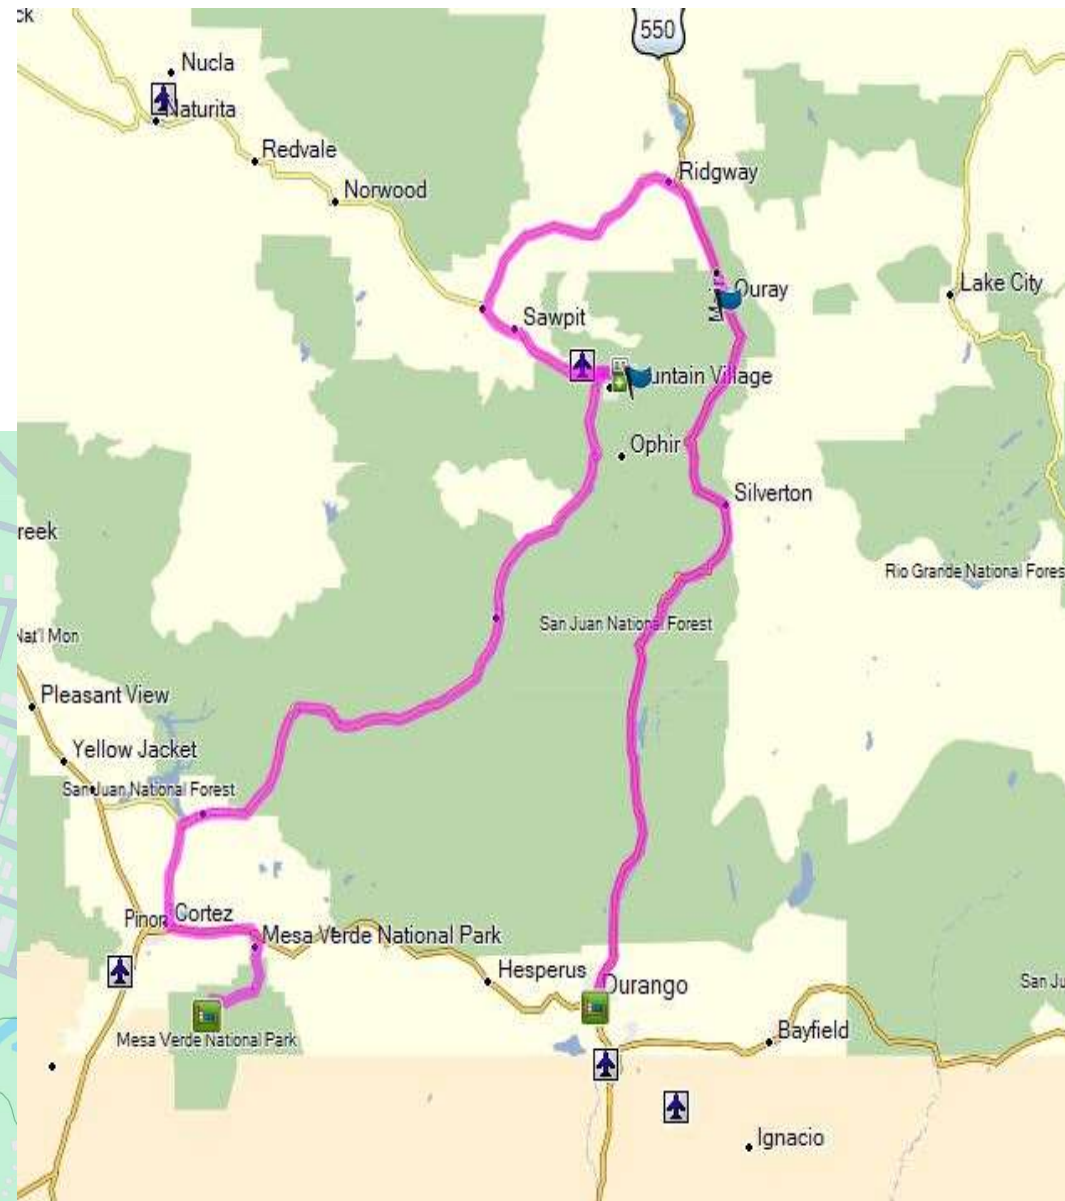 ck
550
Nucla
Naturita
Redvale
Norwood
Ridgway
Ouray
Lake City
Sawpit
untain Village
Ophir
Silverton
reek
Rio Grande National Fores
San Juan National Forest
Nat'l Mon
Pleasant View
Yellow Jacket
San Juan National Forest
Pinon
Cortez
Mesa Verde National Park
Hesperus
Durango
San Ju
Mesa Verde National Park
Bayfield
Ignacio